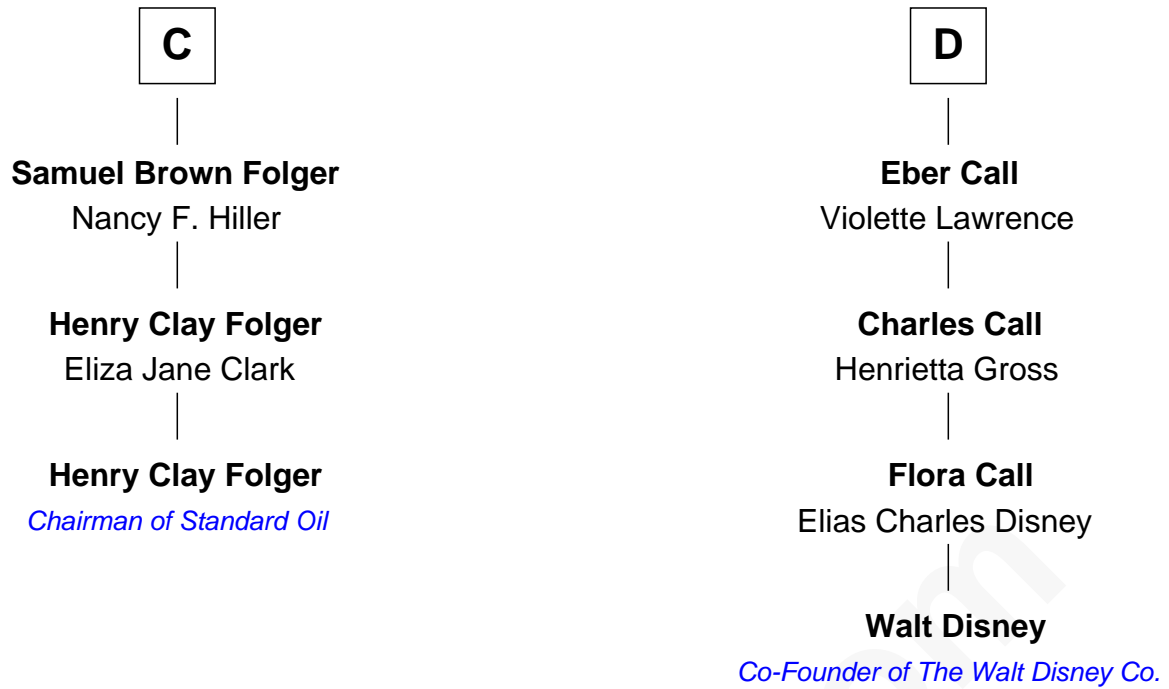 C
Samuel Brown Folger
Nancy F. Hiller
Henry Clay Folger
Eliza Jane Clark
Henry Clay Folger
Chairman of Standard Oil
D
Eber Call
Violette Lawrence
Charles Call
Henrietta Gross
Flora Call
Elias Charles Disney
Walt Disney
Co-Founder of The Walt Disney Co.